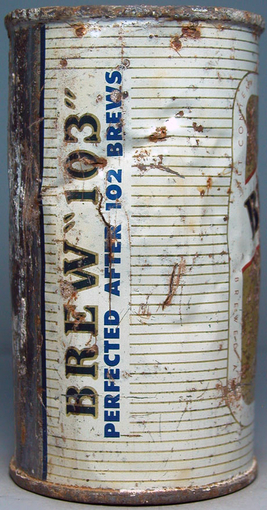 BREW "103"
PERFECTED AFTER 102 BREWS